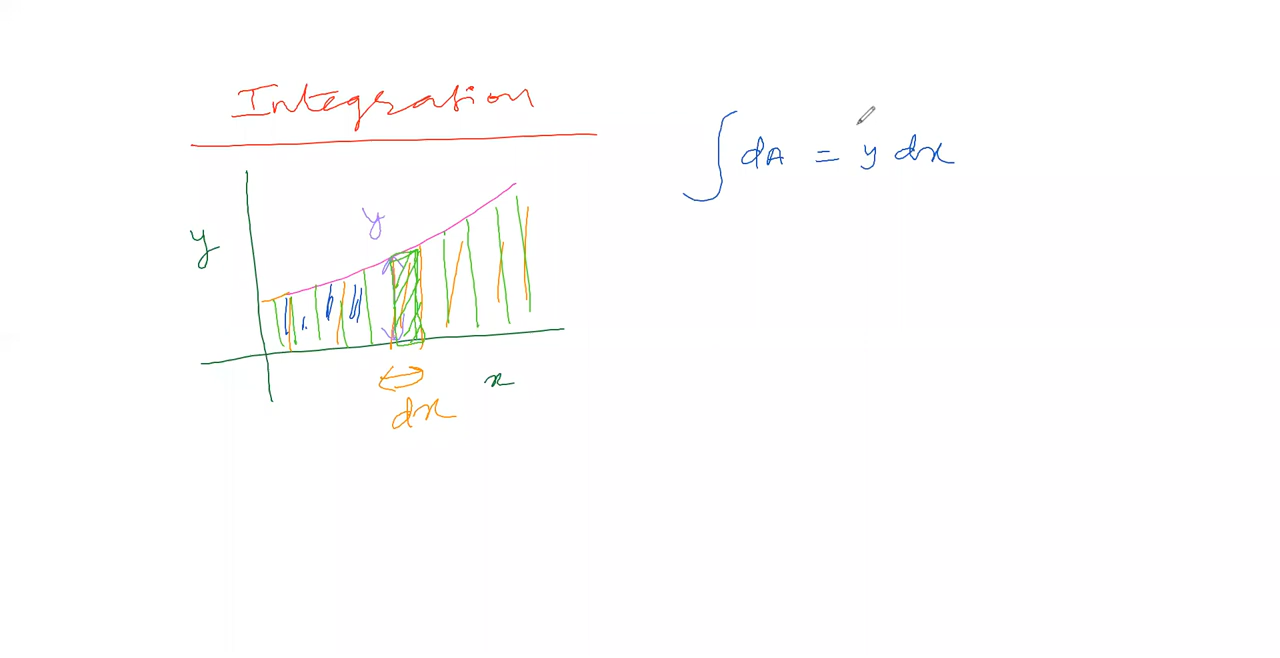 Integration
∫ dA = y dx
y
y
x
dx